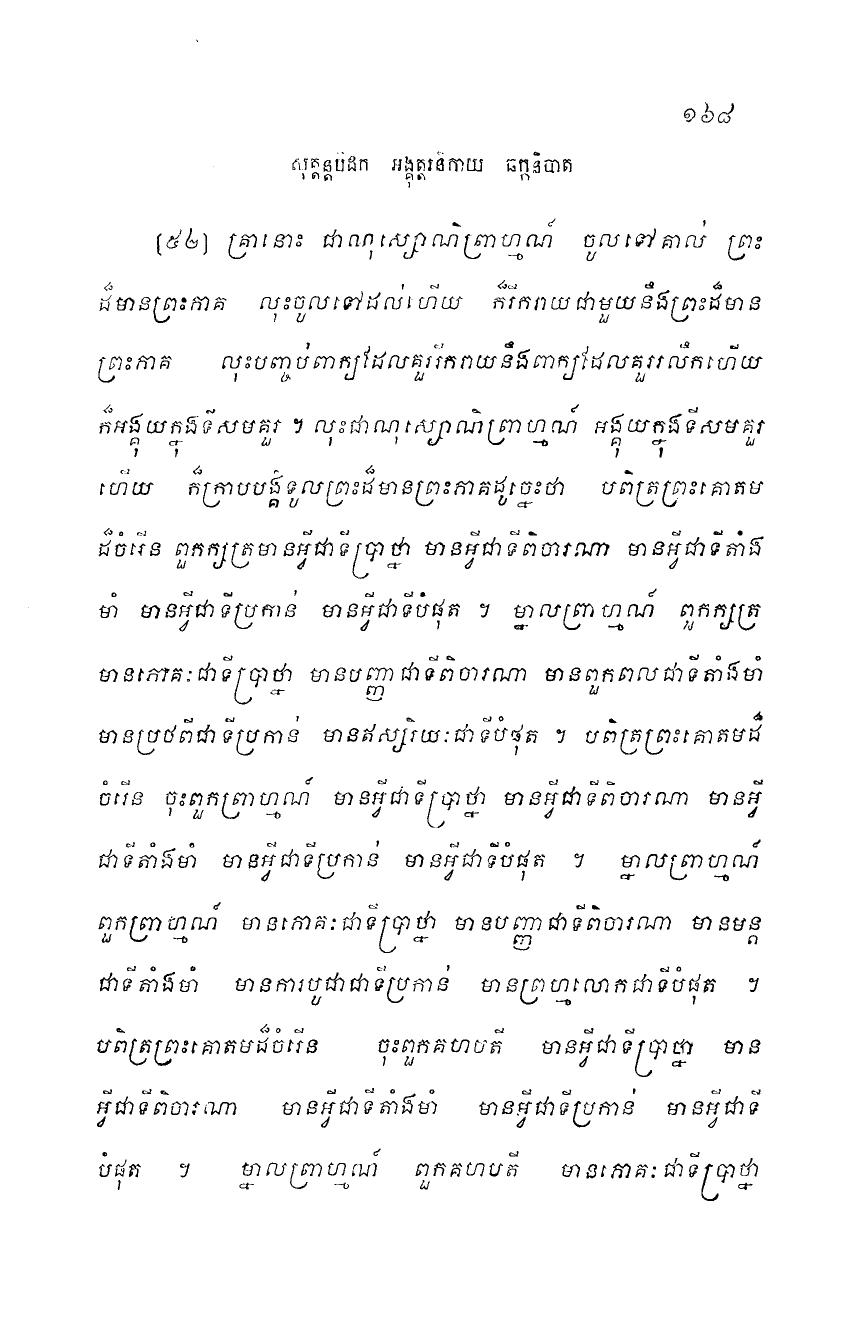 ១៦៨
សុត្តន្តបិដក អង្គុត្តរនិកាយ ឆក្កនិបាត
[៥២] គ្រានោះ ជាណុស្សោណិព្រាហ្មណ៍ ចូលទៅគាល់ ព្រះ
ដ៏មានព្រះភាគ លុះចូលទៅដល់ហើយ ក៏រីករាយជាមួយនឹងព្រះដ៏មាន
ព្រះភាគ លុះបញ្ចប់ពាក្យដែលគួររីករាយនឹងពាក្យដែលគួររលឹកហើយ
ក៏អង្គុយក្នុងទីសមគួរ ។ លុះជាណុស្សោណិព្រាហ្មណ៍ អង្គុយក្នុងទីសមគួរ
ហើយ ក៏ក្រាបបង្គំទូលព្រះដ៏មានព្រះភាគដូច្នេះថា បពិត្រព្រះគោតម
ដ៏ចំរើន ពួកក្សត្រមានអ្វីជាទីប្រាថ្នា មានអ្វីជាទីពិចារណា មានអ្វីជាទីតាំង
មាំ មានអ្វីជាទីប្រកាន់ មានអ្វីជាទីបំផុត ។ ម្នាលព្រាហ្មណ៍ ពួកក្សត្រ
មានភោគៈជាទីប្រាថ្នា មានបញ្ញាជាទីពិចារណា មានពួកពលជាទីតាំងមាំ
មានប្រថពីជាទីប្រកាន់ មានឥស្សរិយៈជាទីបំផុត ។ បពិត្រព្រះគោតមដ៏
ចំរើន ចុះពួកព្រាហ្មណ៍ មានអ្វីជាទីប្រាថ្នា មានអ្វីជាទីពិចារណា មានអ្វី
ជាទីតាំងមាំ មានអ្វីជាទីប្រកាន់ មានអ្វីជាទីបំផុត ។ ម្នាលព្រាហ្មណ៍
ពួកព្រាហ្មណ៍ មានភោគៈជាទីប្រាថ្នា មានបញ្ញាជាទីពិចារណា មានមន្ត
ជាទីតាំងមាំ មានការបូជាជាទីប្រកាន់ មានព្រហ្មលោកជាទីបំផុត ។
បពិត្រព្រះគោតមដ៏ចំរើន ចុះពួកគហបតី មានអ្វីជាទីប្រាថ្នា មាន
អ្វីជាទីពិចារណា មានអ្វីជាទីតាំងមាំ មានអ្វីជាទីប្រកាន់ មានអ្វីជាទី
បំផុត ។ ម្នាលព្រាហ្មណ៍ ពួកគហបតី មានភោគៈជាទីប្រាថ្នា